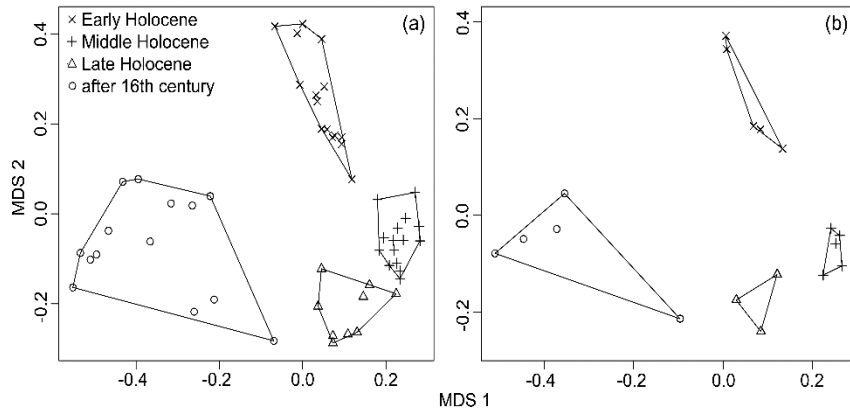 (a)
× Early Holocene
+ Middle Holocene
△ Late Holocene
○ after 16th century
MDS 2
0.4
0.2
0.0
-0.2
-0.4
-0.2
0.0
0.2
(b)
0.4
0.2
0.0
-0.2
-0.4
-0.2
0.0
0.2
MDS 1